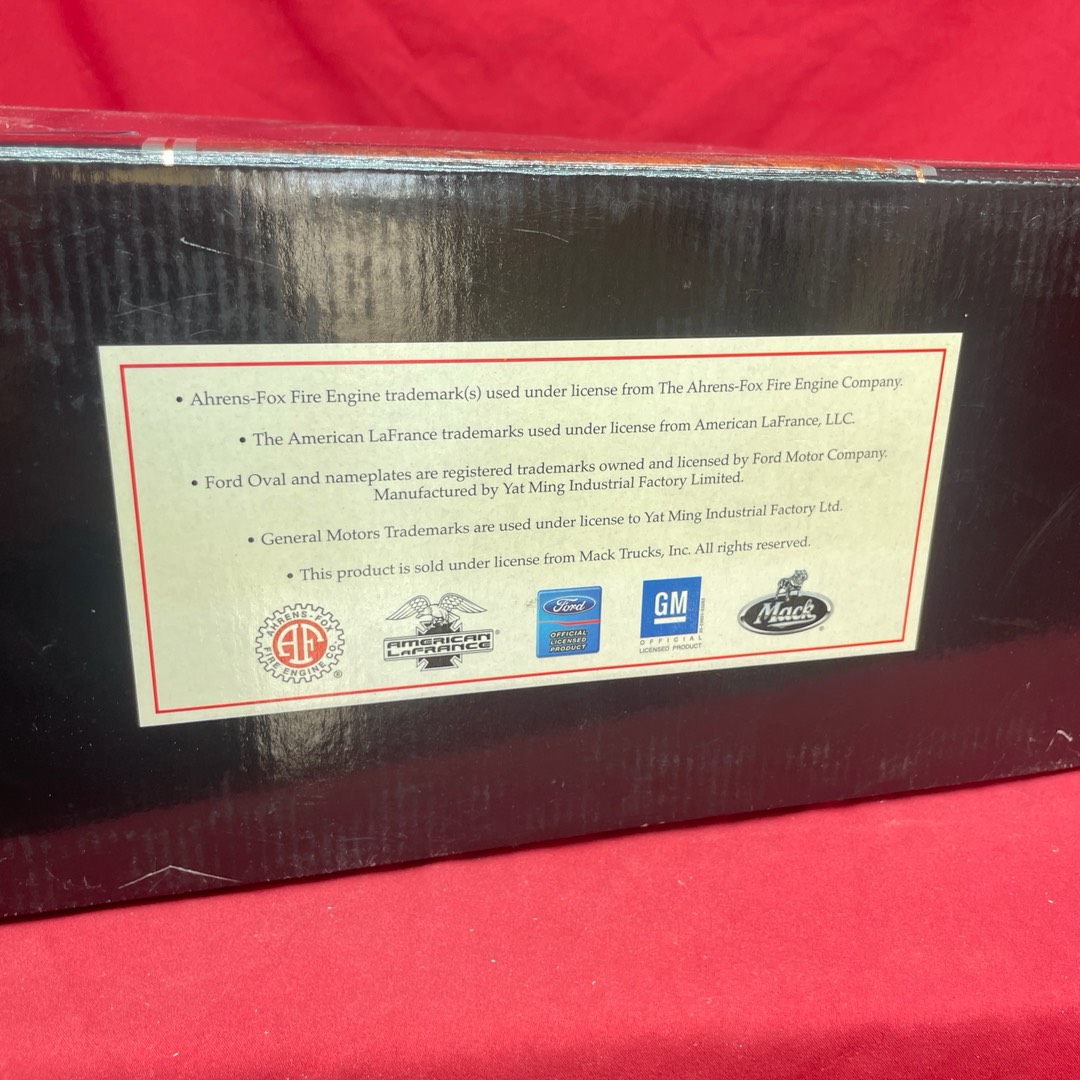 • Ahrens-Fox Fire Engine trademark(s) used under license from The Ahrens-Fox Fire Engine Company.
• The American LaFrance trademarks used under license from American LaFrance, LLC.
• Ford Oval and nameplates are registered trademarks owned and licensed by Ford Motor Company.
Manufactured by Yat Ming Industrial Factory Limited.
• General Motors Trademarks are used under license to Yat Ming Industrial Factory Ltd.
• This product is sold under license from Mack Trucks, Inc. All rights reserved.
AHRENS-FOX
AF
FIRE ENGINE CO.
®
AMERICAN
LAFRANCE
®
Ford
OFFICIAL
LICENSED
PRODUCT
GM
OFFICIAL
LICENSED PRODUCT
Mack
®